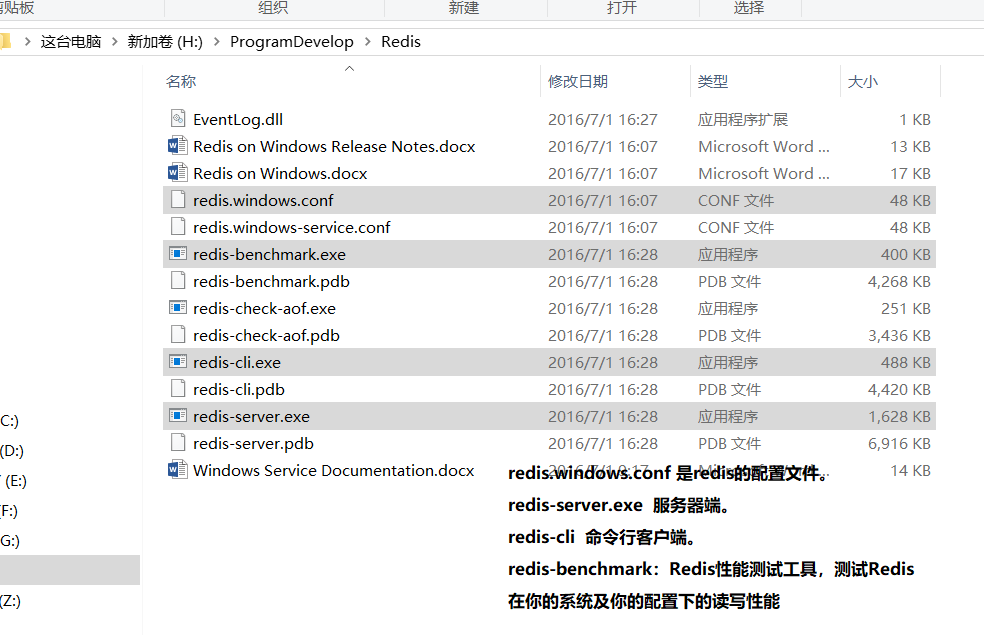 剪贴板 组织 新建 打开 选择
这台电脑 > 新加卷 (H:) > ProgramDevelop > Redis
名称 修改日期 类型 大小
EventLog.dll 2016/7/1 16:27 应用程序扩展 1 KB
Redis on Windows Release Notes.docx 2016/7/1 16:07 Microsoft Word ... 13 KB
Redis on Windows.docx 2016/7/1 16:07 Microsoft Word ... 17 KB
redis.windows.conf 2016/7/1 16:07 CONF 文件 48 KB
redis.windows-service.conf 2016/7/1 16:07 CONF 文件 48 KB
redis-benchmark.exe 2016/7/1 16:28 应用程序 400 KB
redis-benchmark.pdb 2016/7/1 16:28 PDB 文件 4,268 KB
redis-check-aof.exe 2016/7/1 16:28 应用程序 251 KB
redis-check-aof.pdb 2016/7/1 16:28 PDB 文件 3,436 KB
redis-cli.exe 2016/7/1 16:28 应用程序 488 KB
redis-cli.pdb 2016/7/1 16:28 PDB 文件 4,420 KB
redis-server.exe 2016/7/1 16:28 应用程序 1,628 KB
redis-server.pdb 2016/7/1 16:28 PDB 文件 6,916 KB
Windows Service Documentation.docx 14 KB
redis.windows.conf 是redis的配置文件。
redis-server.exe 服务器端。
redis-cli 命令行客户端。
redis-benchmark：Redis性能测试工具，测试Redis
在你的系统及你的配置下的读写性能
C:)
(D:)
(E:)
F:)
G:)
(Z:)